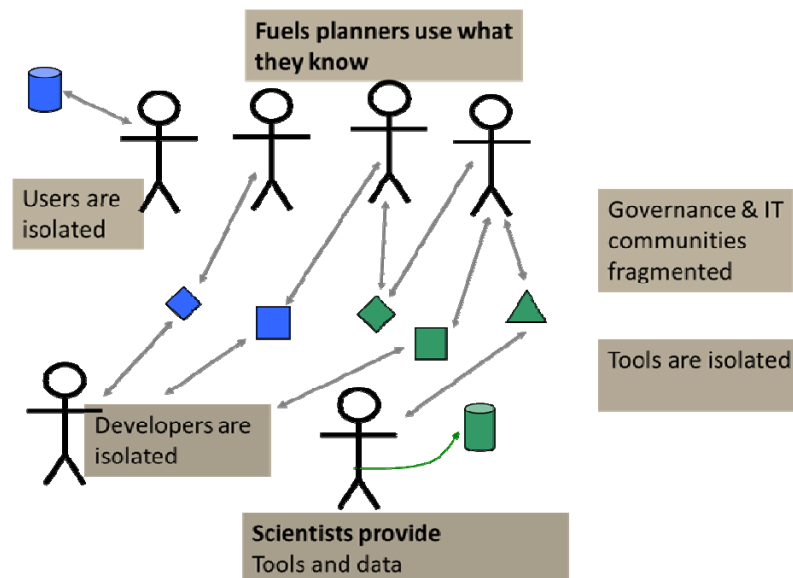 Fuels planners use what
they know
Users are
isolated
Governance & IT
communities
fragmented
Tools are isolated
Developers are
isolated
Scientists provide
Tools and data